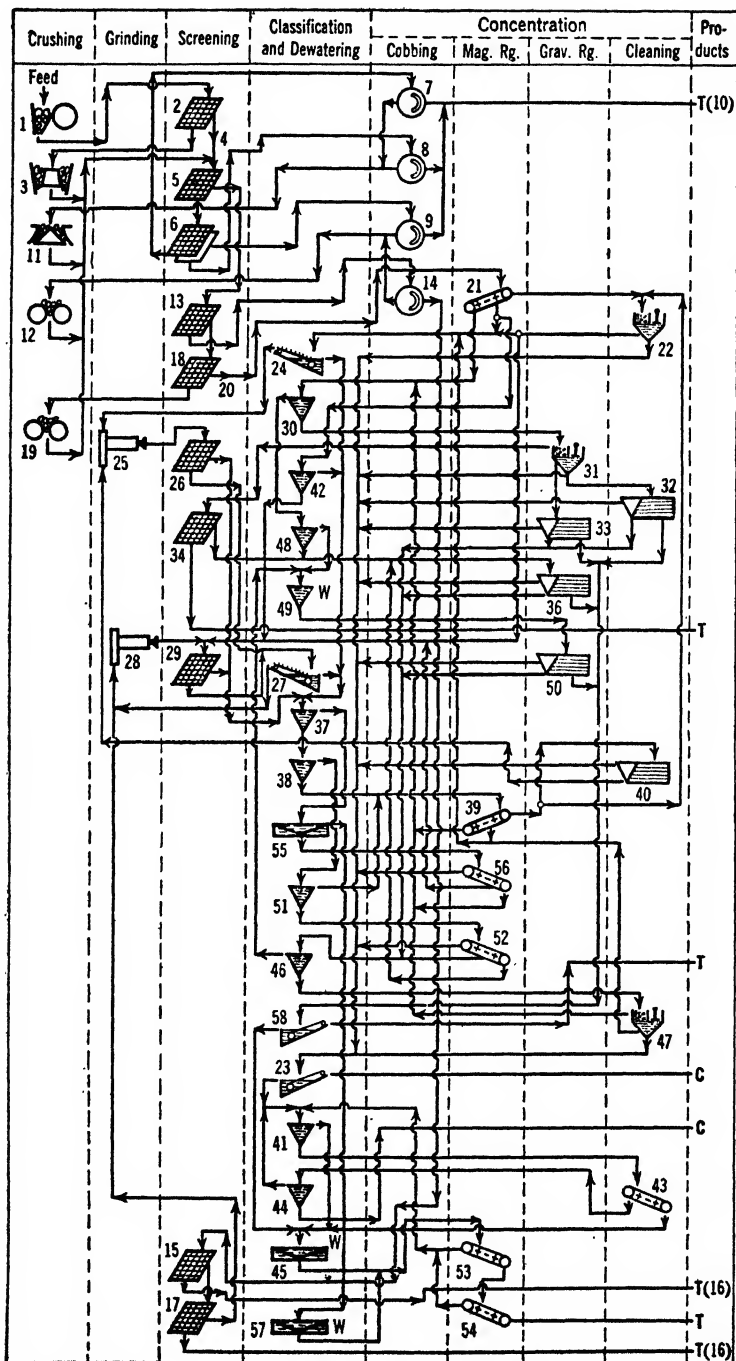 Crushing
Grinding
Screening
Classification
and Dewatering
Concentration
Cobbing
Mag. Rg.
Grav. Rg.
Cleaning
Pro-
ducts
Feed
1
2
7
T(10)
4
3
5
8
6
9
11
12
13
14
21
22
18
20
24
19
25
30
31
26
42
32
33
34
48
49
W
36
T
28
29
50
27
37
38
40
39
55
56
51
52
46
T
58
47
23
C
41
C
44
43
W
15
45
53
T(16)
17
57
W
54
T
T(16)